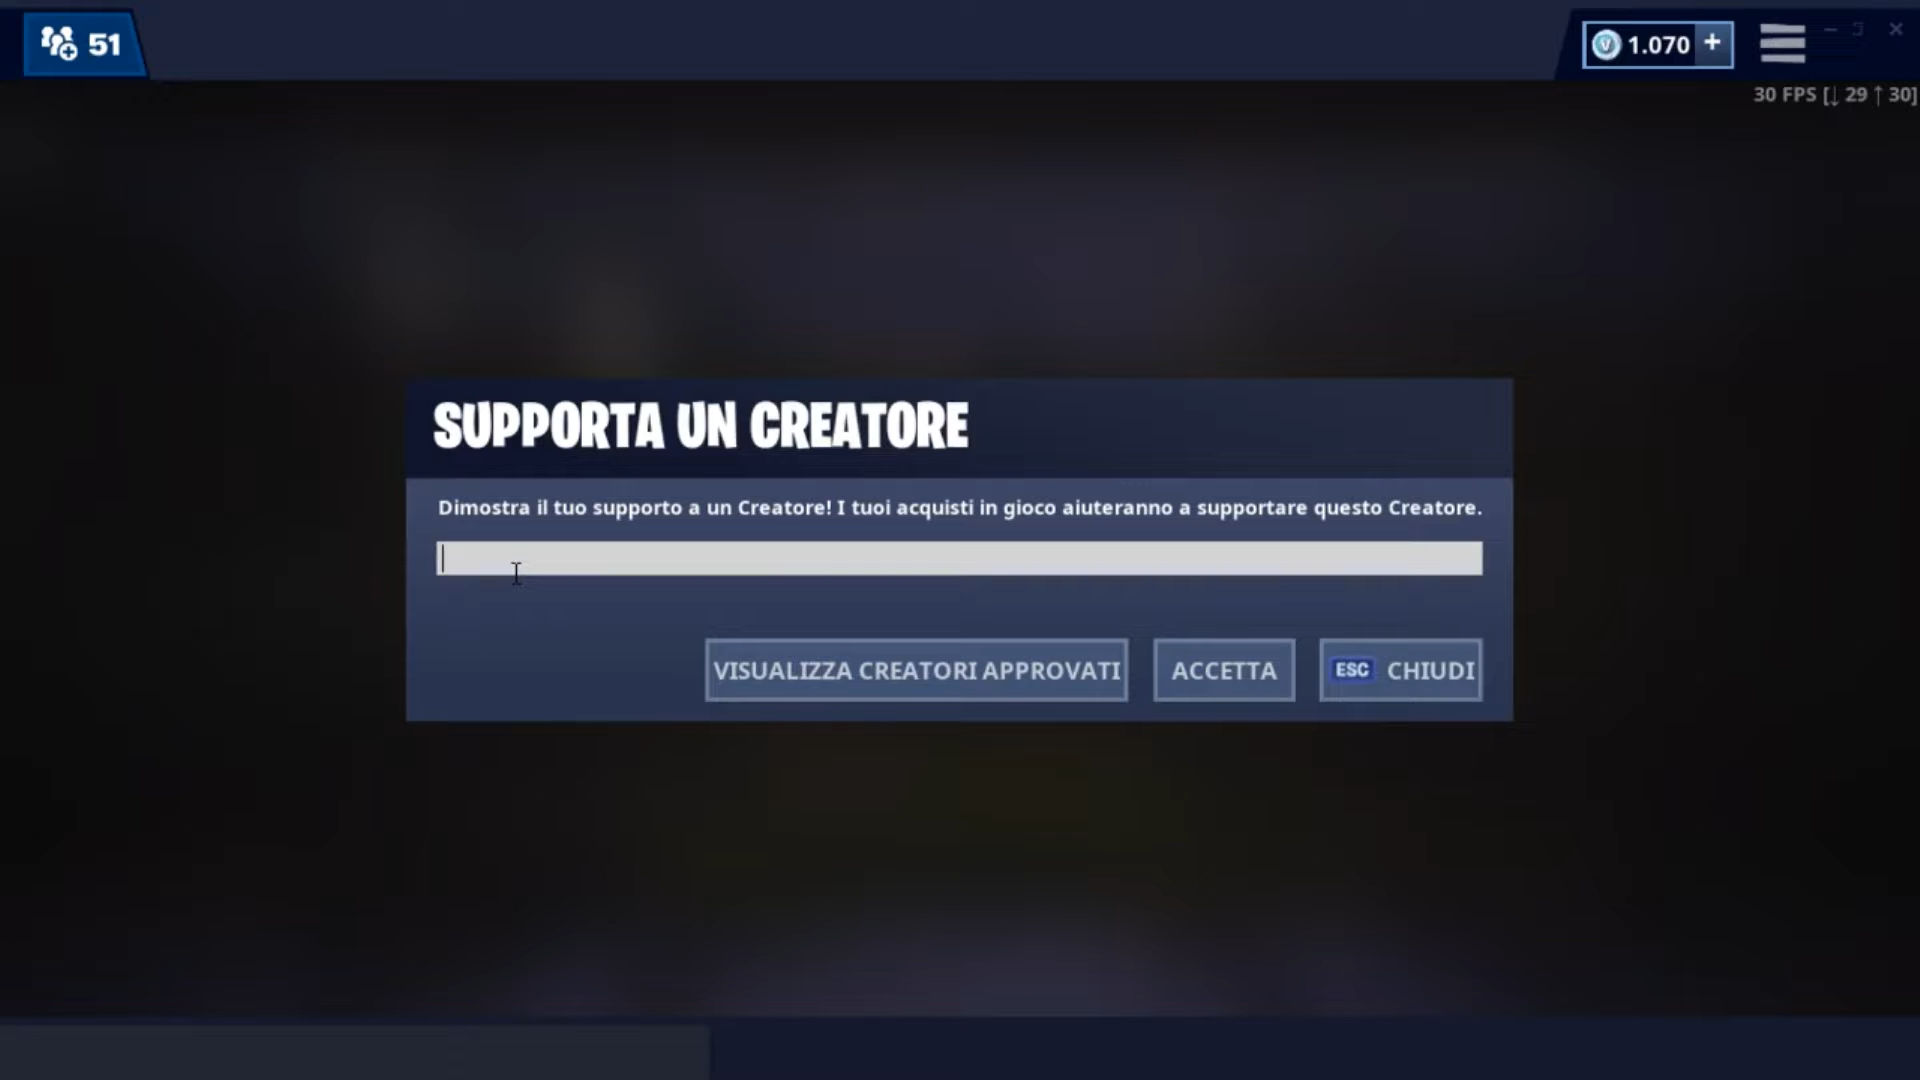 51
1.070 +
30 FPS [↓ 29 ↑ 30]
SUPPORTA UN CREATORE
Dimostra il tuo supporto a un Creatore! I tuoi acquisti in gioco aiuteranno a supportare questo Creatore.
VISUALIZZA CREATORI APPROVATI
ACCETTA
ESC CHIUDI